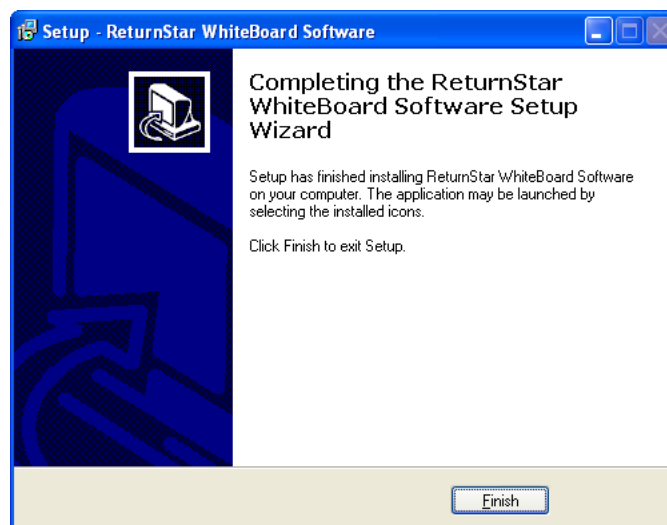 Setup - ReturnStar WhiteBoard Software
Completing the ReturnStar
WhiteBoard Software Setup
Wizard
Setup has finished installing ReturnStar WhiteBoard Software
on your computer. The application may be launched by
selecting the installed icons.
Click Finish to exit Setup.
Finish